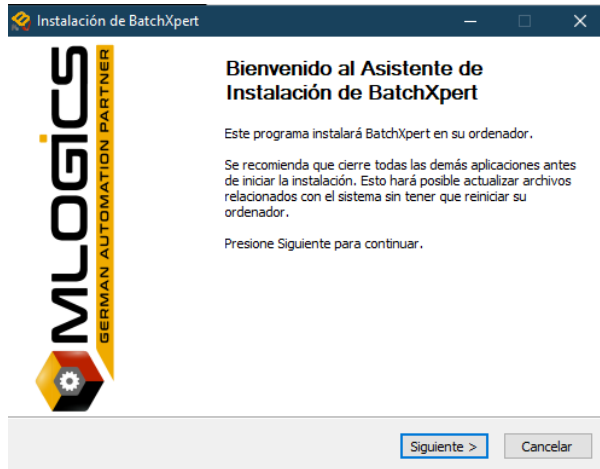 Instalación de BatchXpert
MLOGiCS
GERMAN AUTOMATION PARTNER
Bienvenido al Asistente de
Instalación de BatchXpert
Este programa instalará BatchXpert en su ordenador.
Se recomienda que cierre todas las demás aplicaciones antes
de iniciar la instalación. Esto hará posible actualizar archivos
relacionados con el sistema sin tener que reiniciar su
ordenador.
Presione Siguiente para continuar.
Siguiente >
Cancelar